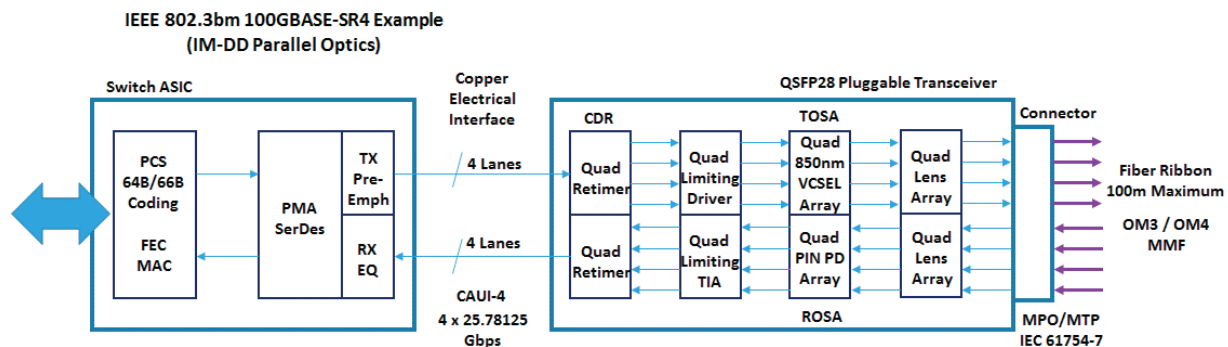 IEEE 802.3bm 100GBASE-SR4 Example
(IM-DD Parallel Optics)
Switch ASIC
PCS
64B/66B
Coding
FEC
MAC
PMA
SerDes
TX
Pre-
Emph
RX
EQ
Copper
Electrical
Interface
4 Lanes
4 Lanes
CAUI-4
4 x 25.78125
Gbps
QSFP28 Pluggable Transceiver
CDR
Quad
Retimer
Quad
Retimer
Quad
Limiting
Driver
Quad
Limiting
TIA
TOSA
Quad
850nm
VCSEL
Array
Quad
PIN PD
Array
ROSA
Quad
Lens
Array
Quad
Lens
Array
Connector
MPO/MTP
IEC 61754-7
Fiber Ribbon
100m Maximum
OM3 / OM4
MMF